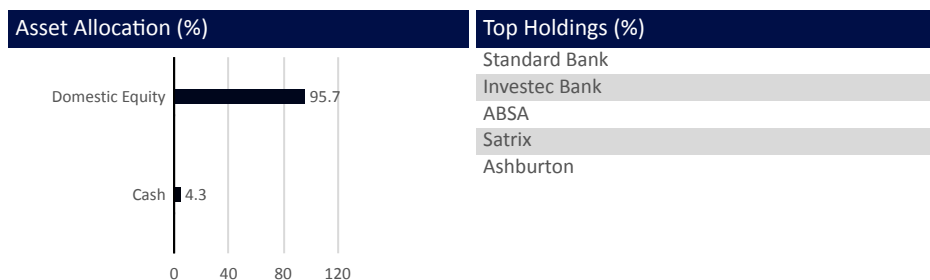 Asset Allocation (%)
Domestic Equity 95.7
Cash 4.3
0 40 80 120
Top Holdings (%)
Standard Bank
Investec Bank
ABSA
Satrix
Ashburton